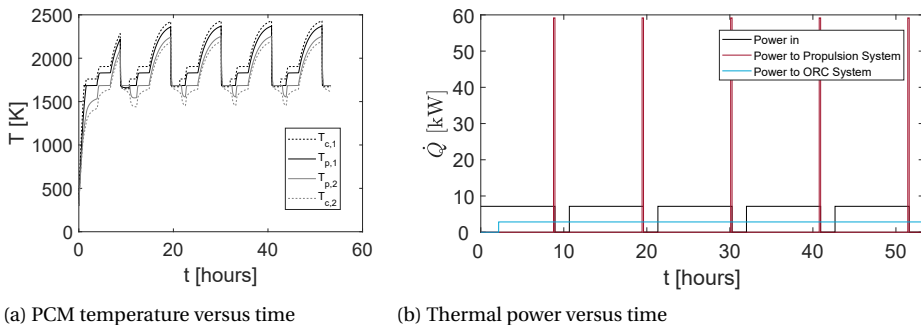 2500
2000
1500
1000
500
0
T [K]
T_c,1
T_p,1
T_p,2
T_c,2
0
20
40
60
t [hours]
(a) PCM temperature versus time
60
50
40
30
20
10
0
Q̇ [kW]
Power in
Power to Propulsion System
Power to ORC System
0
10
20
30
40
50
t [hours]
(b) Thermal power versus time